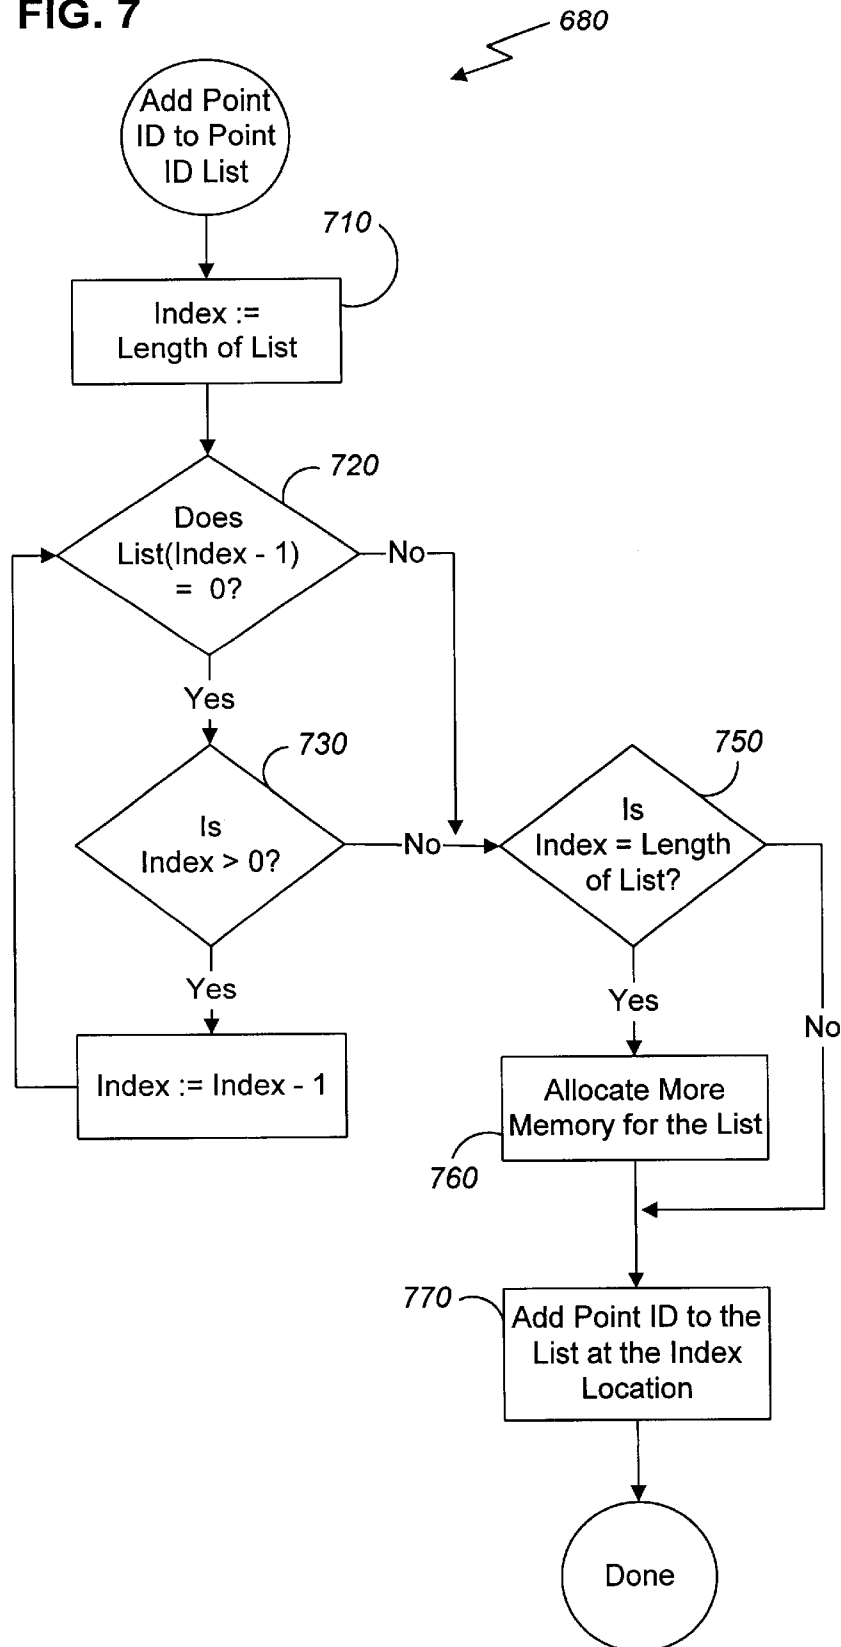 FIG. 7
680
Add Point
ID to Point
ID List
710
Index :=
Length of List
720
Does
List(Index - 1)
= 0?
No
Yes
730
Is
Index > 0?
No
750
Is
Index = Length
of List?
Yes
Yes
No
Index := Index - 1
Allocate More
Memory for the List
760
770
Add Point ID to the
List at the Index
Location
Done